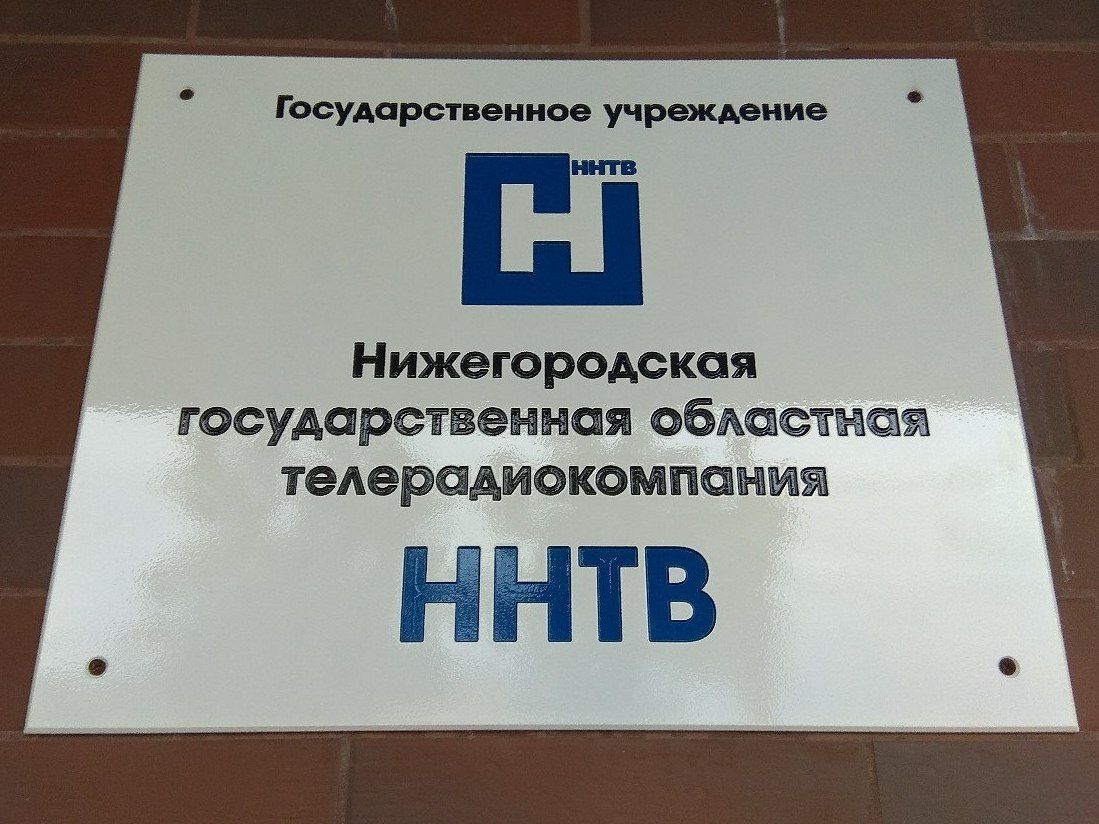 Государственное учреждение
ННТВ
Нижегородская
государственная областная
телерадиокомпания
ННТВ